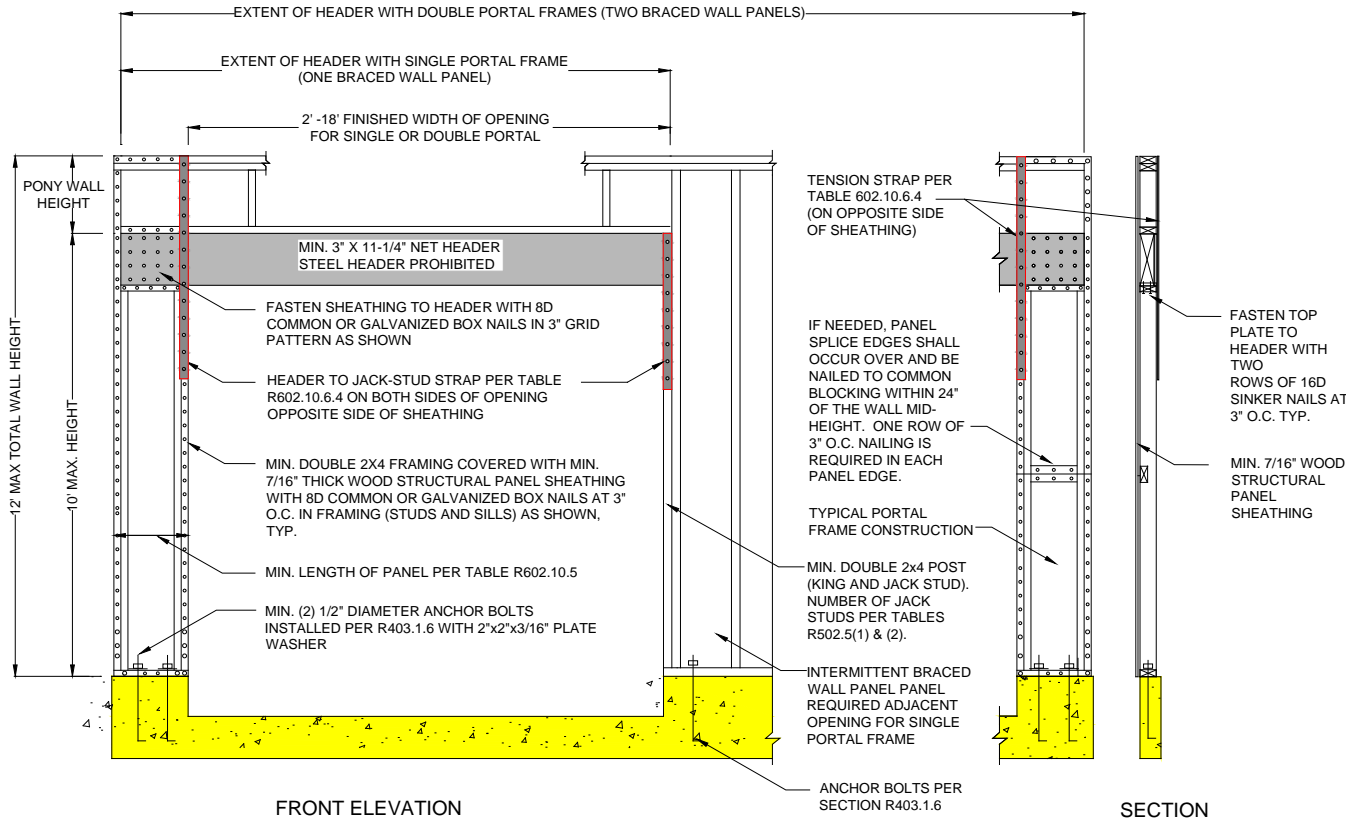 EXTENT OF HEADER WITH DOUBLE PORTAL FRAMES (TWO BRACED WALL PANELS)
EXTENT OF HEADER WITH SINGLE PORTAL FRAME
(ONE BRACED WALL PANEL)
2' -18' FINISHED WIDTH OF OPENING
FOR SINGLE OR DOUBLE PORTAL
PONY WALL
HEIGHT
12' MAX TOTAL WALL HEIGHT
10' MAX. HEIGHT
MIN. 3" X 11-1/4" NET HEADER
STEEL HEADER PROHIBITED
FASTEN SHEATHING TO HEADER WITH 8D
COMMON OR GALVANIZED BOX NAILS IN 3" GRID
PATTERN AS SHOWN
HEADER TO JACK-STUD STRAP PER TABLE
R602.10.6.4 ON BOTH SIDES OF OPENING
OPPOSITE SIDE OF SHEATHING
MIN. DOUBLE 2X4 FRAMING COVERED WITH MIN.
7/16" THICK WOOD STRUCTURAL PANEL SHEATHING
WITH 8D COMMON OR GALVANIZED BOX NAILS AT 3"
O.C. IN FRAMING (STUDS AND SILLS) AS SHOWN,
TYP.
MIN. LENGTH OF PANEL PER TABLE R602.10.5
MIN. (2) 1/2" DIAMETER ANCHOR BOLTS
INSTALLED PER R403.1.6 WITH 2"x2"x3/16" PLATE
WASHER
TENSION STRAP PER
TABLE 602.10.6.4
(ON OPPOSITE SIDE
OF SHEATHING)
IF NEEDED, PANEL
SPLICE EDGES SHALL
OCCUR OVER AND BE
NAILED TO COMMON
BLOCKING WITHIN 24"
OF THE WALL MID-
HEIGHT. ONE ROW OF
3" O.C. NAILING IS
REQUIRED IN EACH
PANEL EDGE.
TYPICAL PORTAL
FRAME CONSTRUCTION
MIN. DOUBLE 2x4 POST
(KING AND JACK STUD).
NUMBER OF JACK
STUDS PER TABLES
R502.5(1) & (2).
INTERMITTENT BRACED
WALL PANEL PANEL
REQUIRED ADJACENT
OPENING FOR SINGLE
PORTAL FRAME
ANCHOR BOLTS PER
SECTION R403.1.6
FASTEN TOP
PLATE TO
HEADER WITH
TWO
ROWS OF 16D
SINKER NAILS AT
3" O.C. TYP.
MIN. 7/16" WOOD
STRUCTURAL
PANEL
SHEATHING
FRONT ELEVATION
SECTION